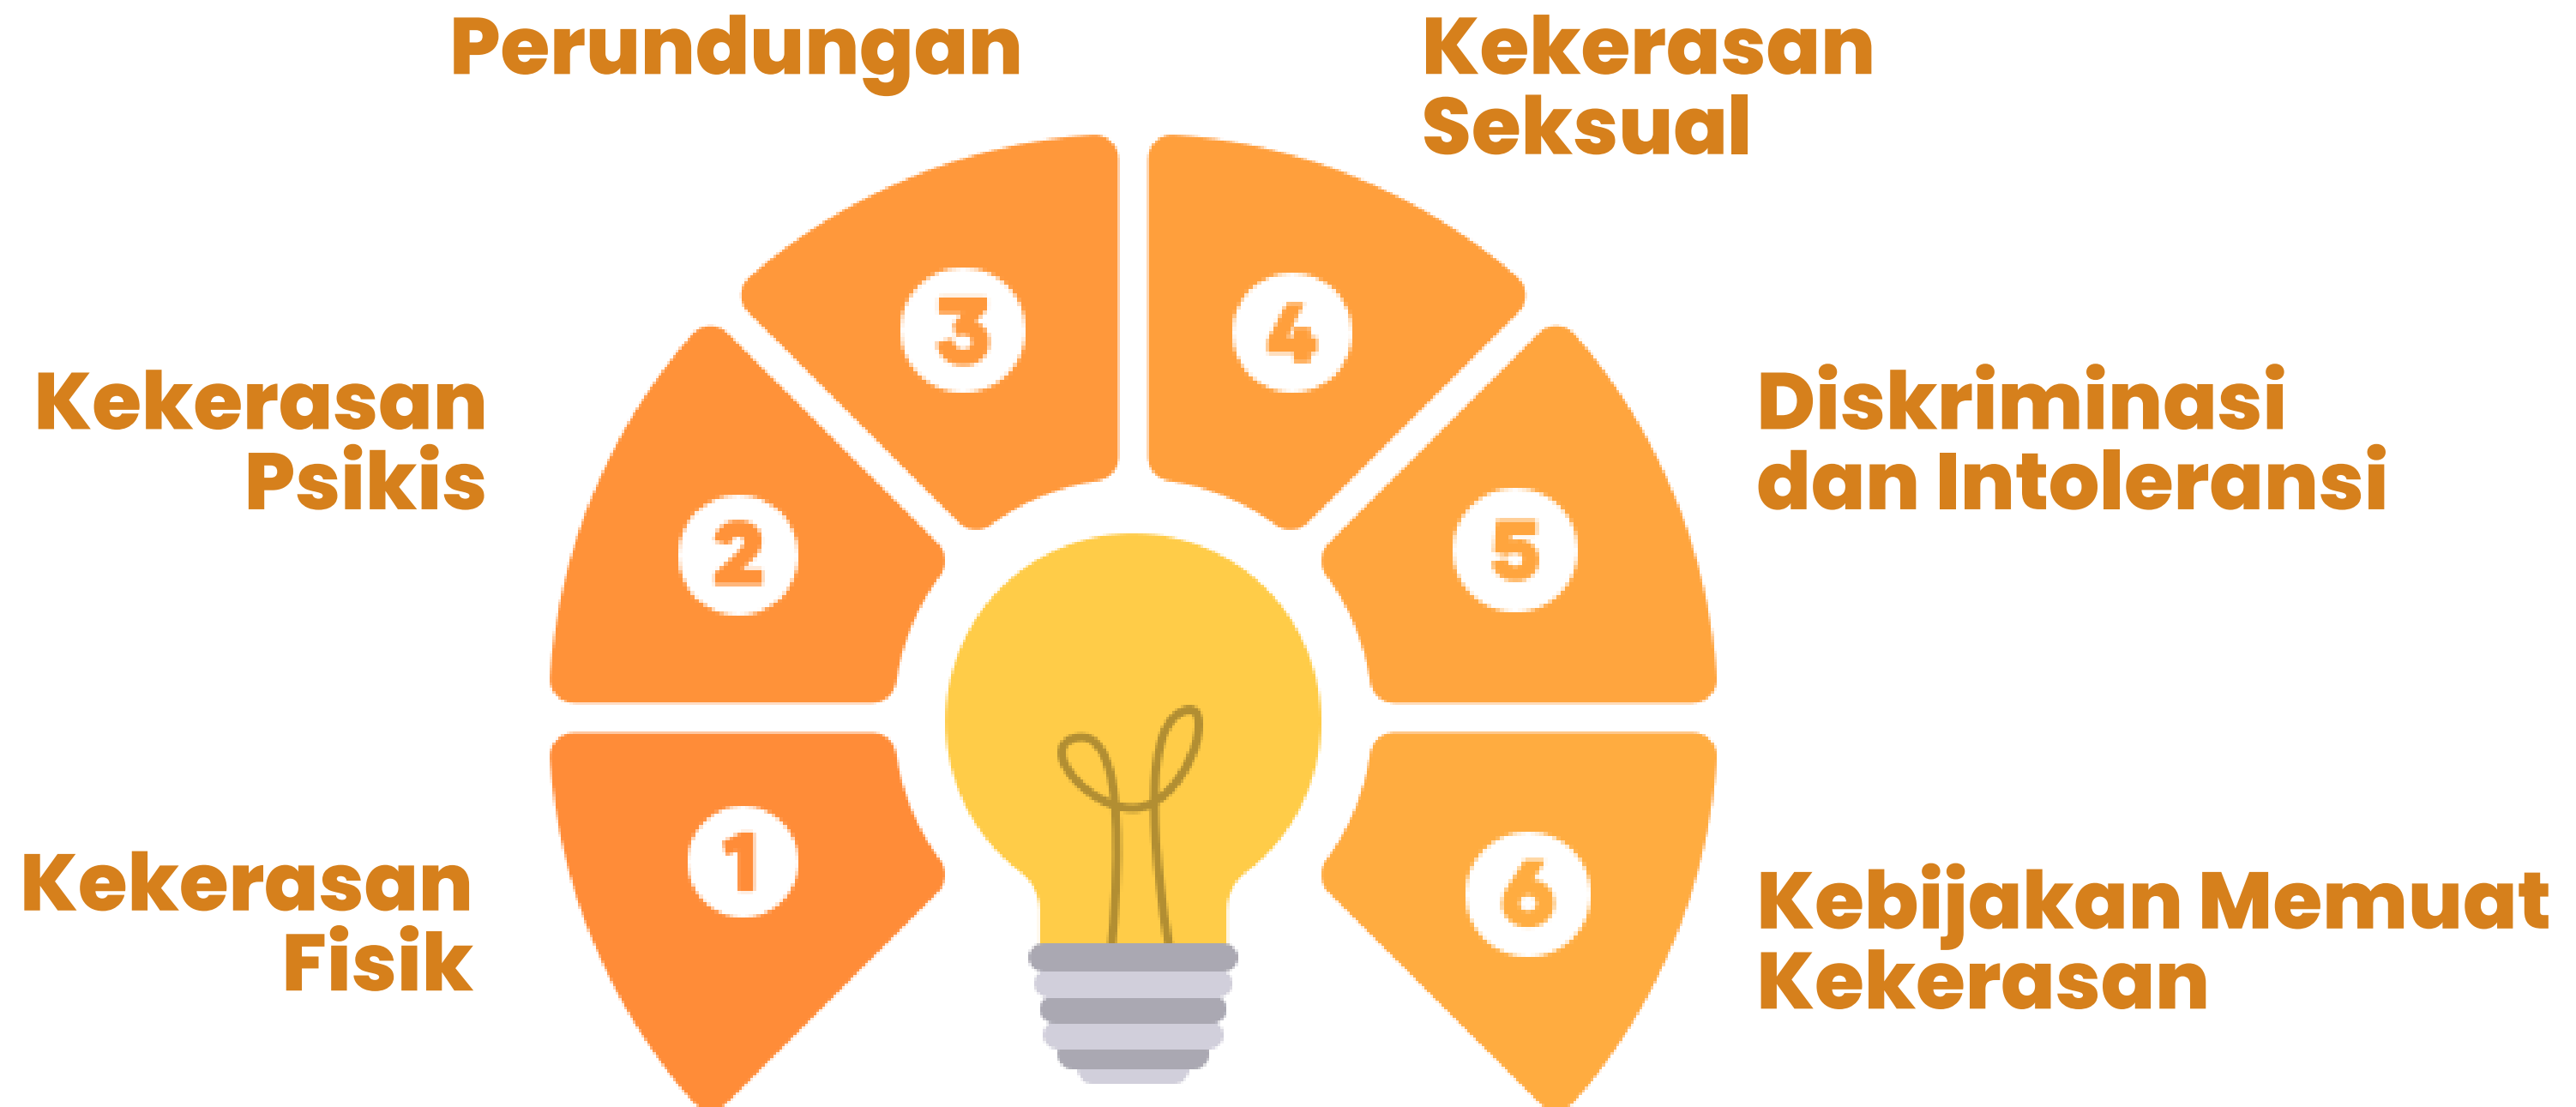 Perundungan
Kekerasan
Seksual
3
4
Kekerasan
Psikis
Diskriminasi
dan Intoleransi
2
5
Kekerasan
Fisik
1
6
Kebijakan Memuat
Kekerasan